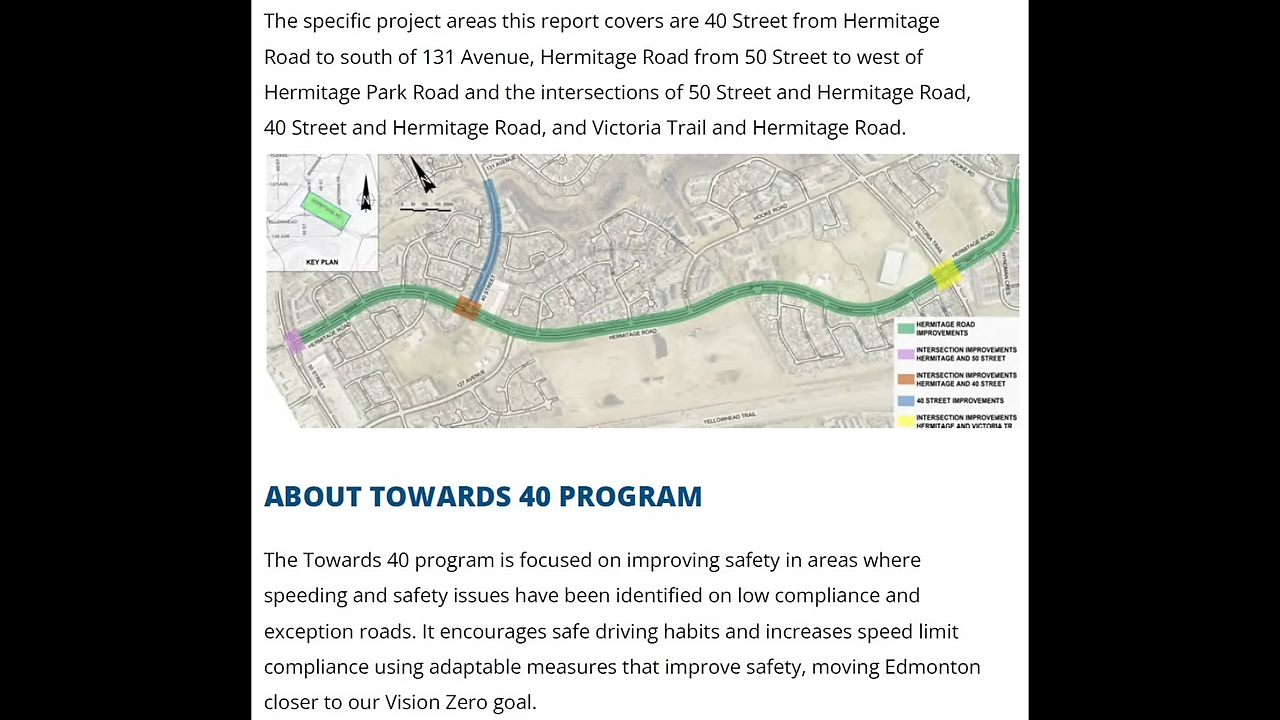 The specific project areas this report covers are 40 Street from Hermitage
Road to south of 131 Avenue, Hermitage Road from 50 Street to west of
Hermitage Park Road and the intersections of 50 Street and Hermitage Road,
40 Street and Hermitage Road, and Victoria Trail and Hermitage Road.
131 AVENUE
HOOKE RD
N
HOOKE ROAD
VICTORIA TRAIL
HERMITAGE ROAD
KEY PLAN
40 STREET
HERMITAGE ROAD
HERMITAGE ROAD
50 STREET
127 AVENUE
YELLOWHEAD TRAIL
HERMITAGE ROAD
IMPROVEMENTS
INTERSECTION IMPROVEMENTS
HERMITAGE AND 50 STREET
INTERSECTION IMPROVEMENTS
HERMITAGE AND 40 STREET
40 STREET IMPROVEMENTS
INTERSECTION IMPROVEMENTS
HERMITAGE AND VICTORIA TR
ABOUT TOWARDS 40 PROGRAM
The Towards 40 program is focused on improving safety in areas where
speeding and safety issues have been identified on low compliance and
exception roads. It encourages safe driving habits and increases speed limit
compliance using adaptable measures that improve safety, moving Edmonton
closer to our Vision Zero goal.